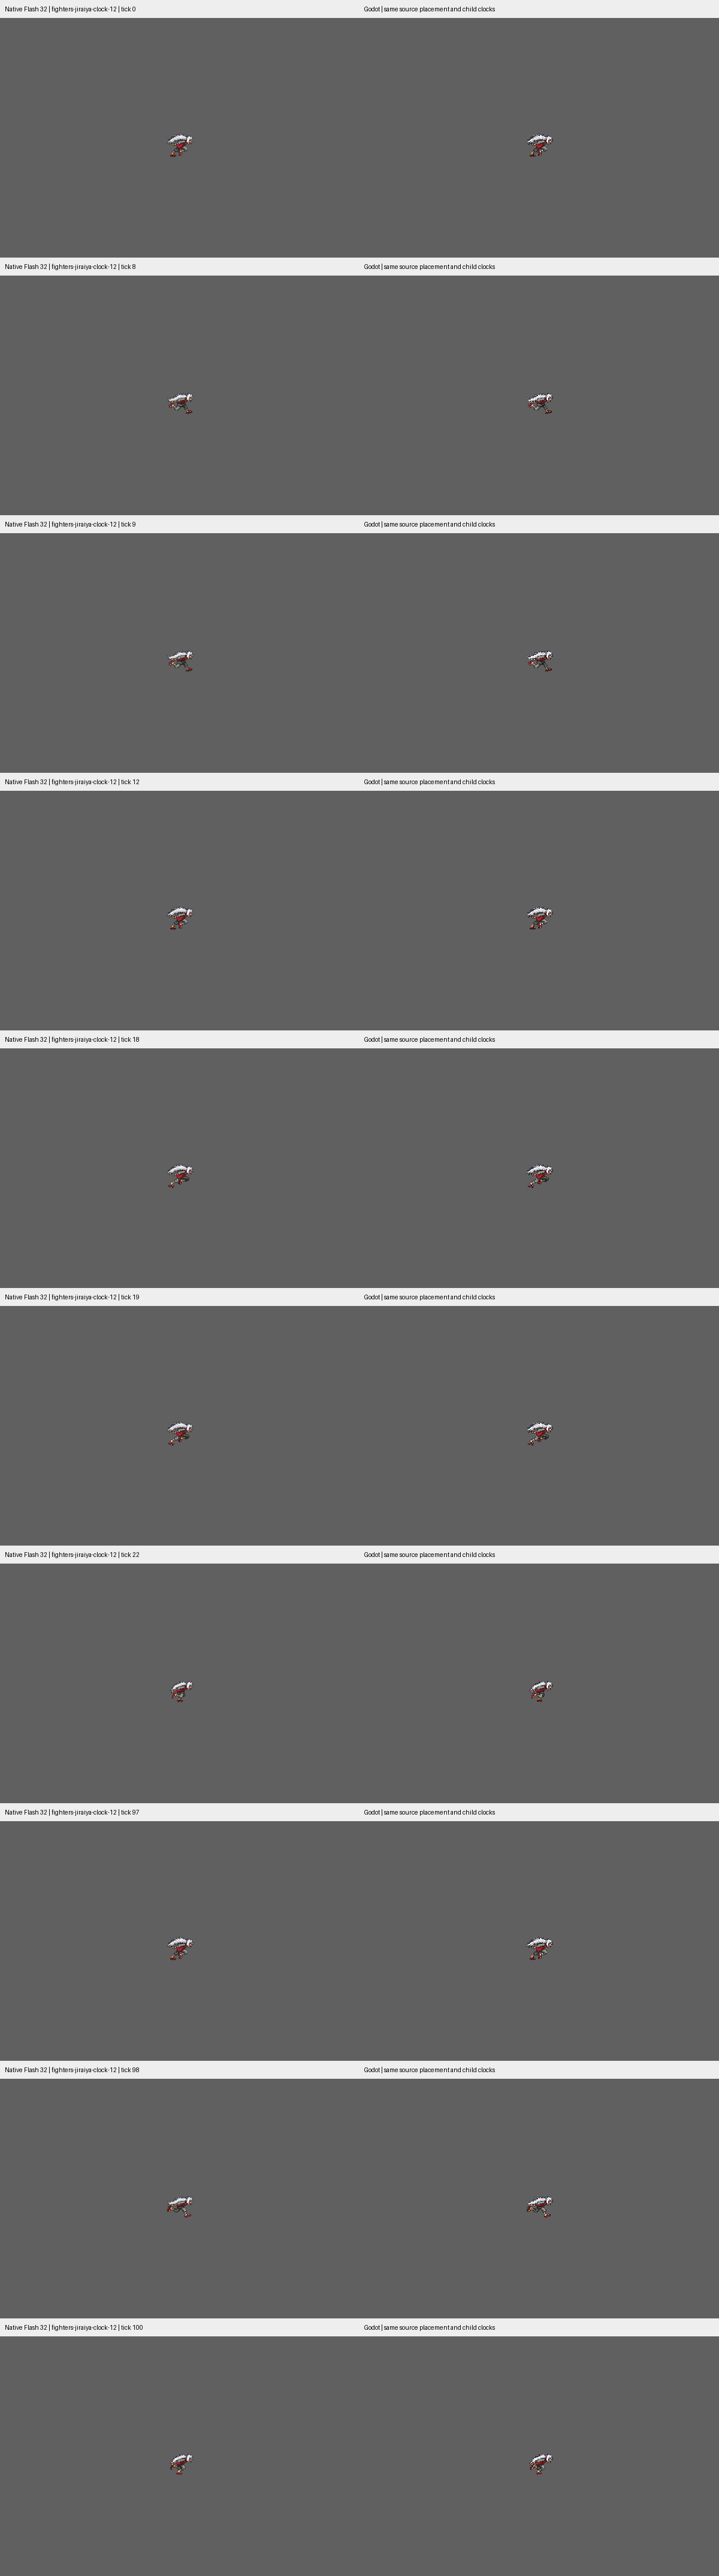 Native Flash 32 | fighters-jiraiya-clock-12 | tick 0
Godot | same source placement and child clocks
Native Flash 32 | fighters-jiraiya-clock-12 | tick 8
Godot | same source placement and child clocks
Native Flash 32 | fighters-jiraiya-clock-12 | tick 9
Godot | same source placement and child clocks
Native Flash 32 | fighters-jiraiya-clock-12 | tick 12
Godot | same source placement and child clocks
Native Flash 32 | fighters-jiraiya-clock-12 | tick 18
Godot | same source placement and child clocks
Native Flash 32 | fighters-jiraiya-clock-12 | tick 19
Godot | same source placement and child clocks
Native Flash 32 | fighters-jiraiya-clock-12 | tick 22
Godot | same source placement and child clocks
Native Flash 32 | fighters-jiraiya-clock-12 | tick 97
Godot | same source placement and child clocks
Native Flash 32 | fighters-jiraiya-clock-12 | tick 98
Godot | same source placement and child clocks
Native Flash 32 | fighters-jiraiya-clock-12 | tick 100
Godot | same source placement and child clocks